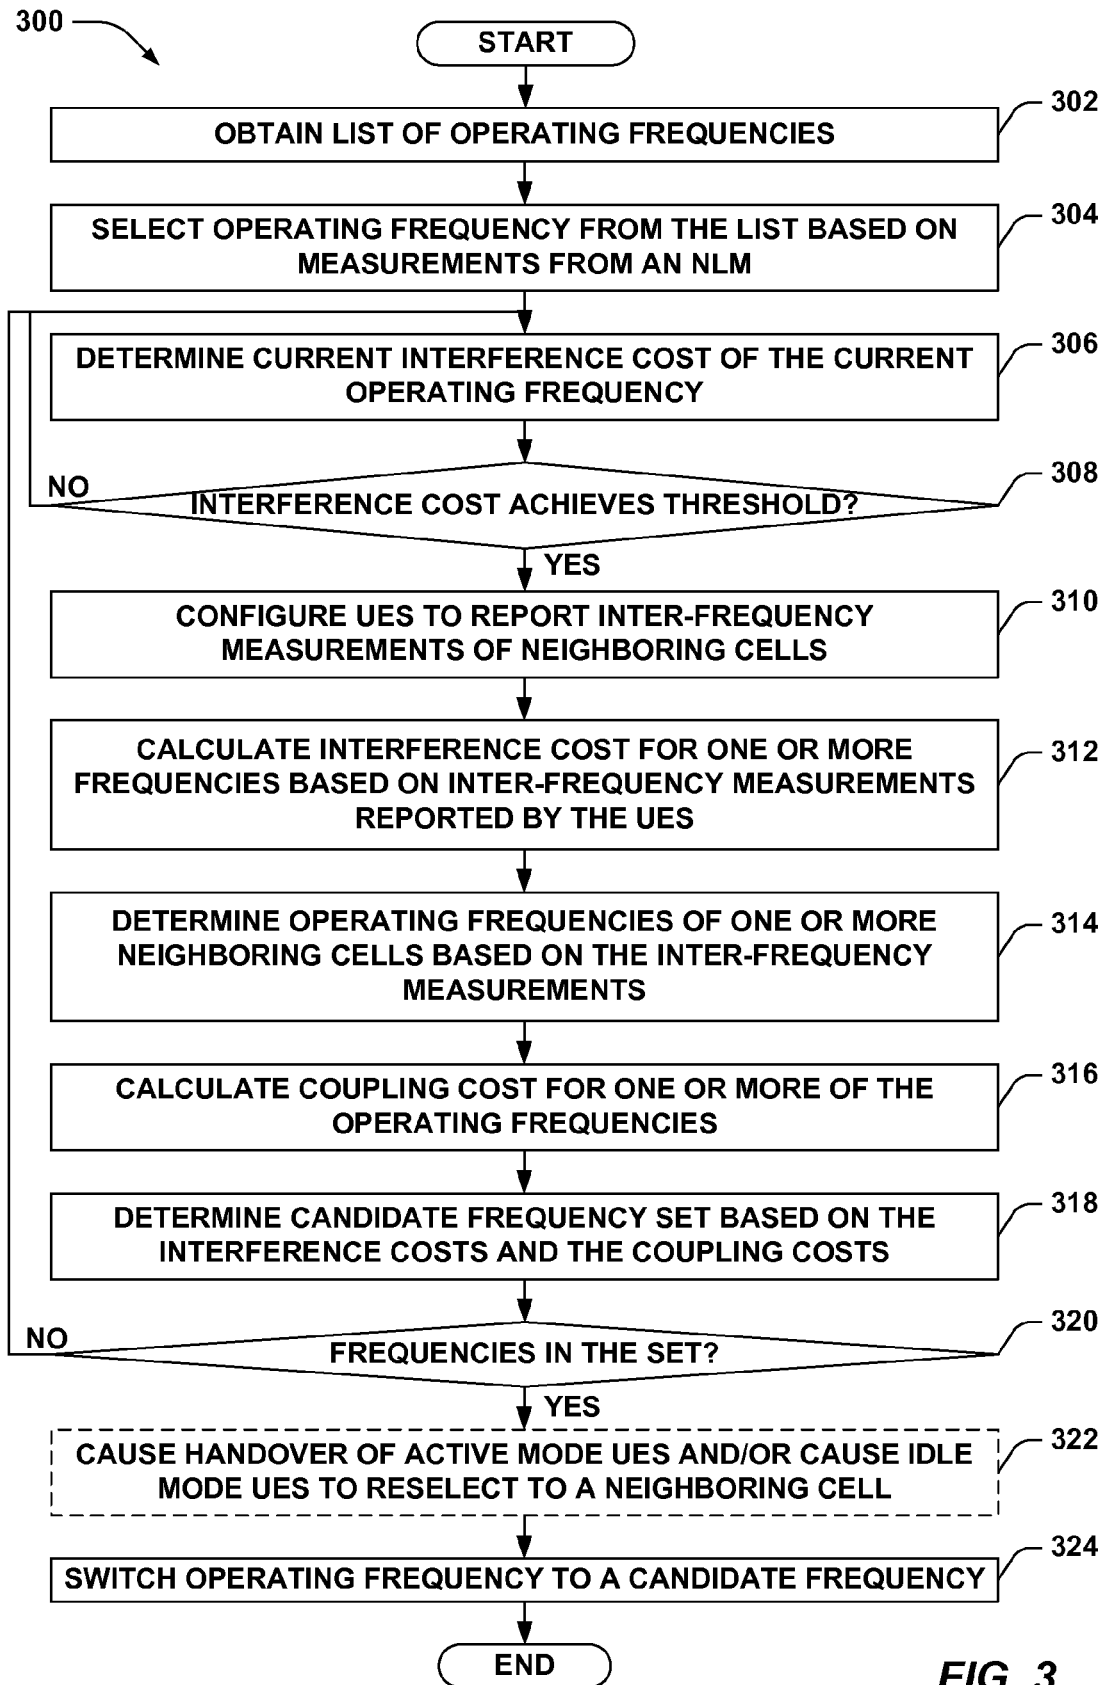 300
START
302
OBTAIN LIST OF OPERATING FREQUENCIES
304
SELECT OPERATING FREQUENCY FROM THE LIST BASED ON
MEASUREMENTS FROM AN NLM
306
DETERMINE CURRENT INTERFERENCE COST OF THE CURRENT
OPERATING FREQUENCY
308
NO
INTERFERENCE COST ACHIEVES THRESHOLD?
YES
310
CONFIGURE UES TO REPORT INTER-FREQUENCY
MEASUREMENTS OF NEIGHBORING CELLS
312
CALCULATE INTERFERENCE COST FOR ONE OR MORE
FREQUENCIES BASED ON INTER-FREQUENCY MEASUREMENTS
REPORTED BY THE UES
314
DETERMINE OPERATING FREQUENCIES OF ONE OR MORE
NEIGHBORING CELLS BASED ON THE INTER-FREQUENCY
MEASUREMENTS
316
CALCULATE COUPLING COST FOR ONE OR MORE OF THE
OPERATING FREQUENCIES
318
DETERMINE CANDIDATE FREQUENCY SET BASED ON THE
INTERFERENCE COSTS AND THE COUPLING COSTS
320
NO
FREQUENCIES IN THE SET?
YES
322
CAUSE HANDOVER OF ACTIVE MODE UES AND/OR CAUSE IDLE
MODE UES TO RESELECT TO A NEIGHBORING CELL
324
SWITCH OPERATING FREQUENCY TO A CANDIDATE FREQUENCY
END
FIG. 3